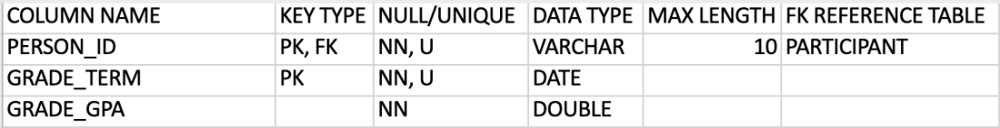 COLUMN NAME KEY TYPE NULL/UNIQUE DATA TYPE MAX LENGTH FK REFERENCE TABLE
PERSON_ID PK, FK NN, U VARCHAR 10 PARTICIPANT
GRADE_TERM PK NN, U DATE
GRADE_GPA NN DOUBLE